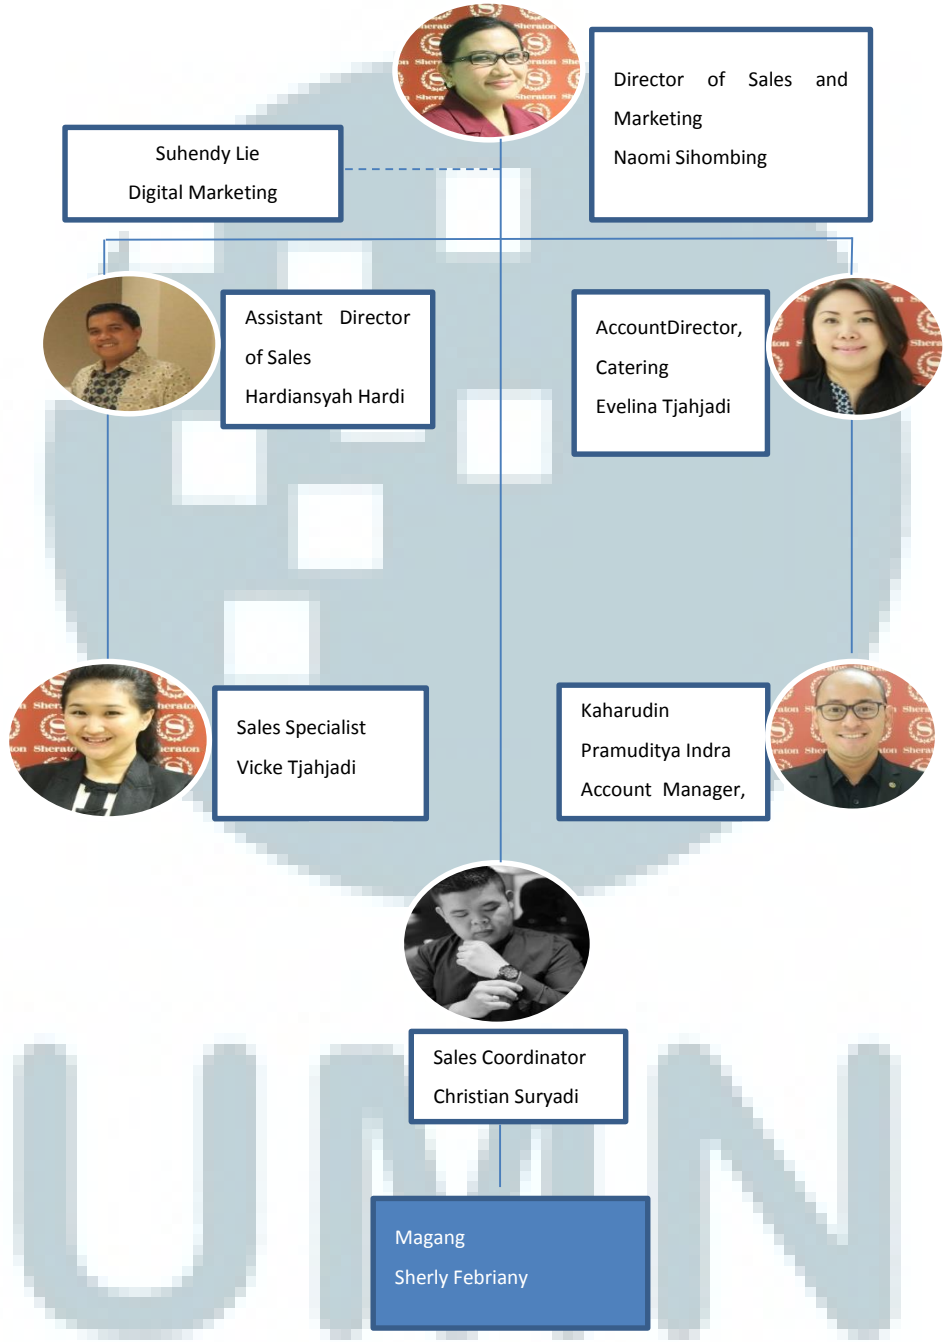 Director of Sales and
Marketing
Naomi Sihombing
Suhendy Lie
Digital Marketing
Assistant Director
of Sales
Hardiansyah Hardi
AccountDirector,
Catering
Evelina Tjahjadi
Sales Specialist
Vicke Tjahjadi
Kaharudin
Pramuditya Indra
Account Manager,
Sales Coordinator
Christian Suryadi
Magang
Sherly Febriany
UMN